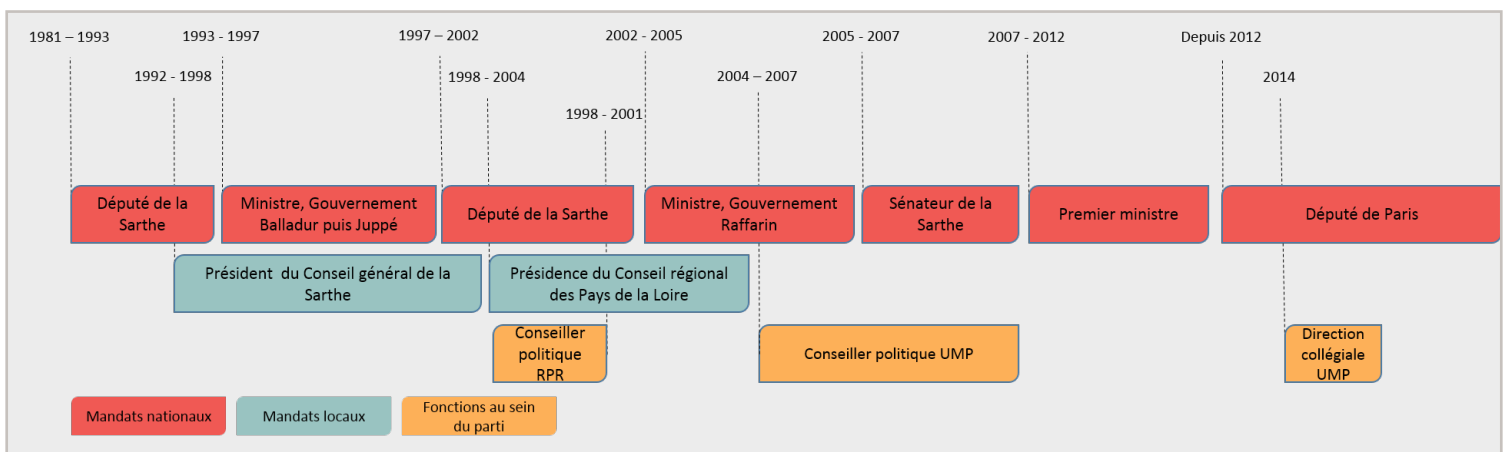 1981 – 1993
1993 - 1997
1997 – 2002
2002 - 2005
2005 - 2007
2007 - 2012
Depuis 2012
1992 - 1998
1998 - 2004
2004 – 2007
2014
1998 - 2001
Député de la
Sarthe
Ministre, Gouvernement
Balladur puis Juppé
Député de la Sarthe
Ministre, Gouvernement
Raffarin
Sénateur de la
Sarthe
Premier ministre
Député de Paris
Président du Conseil général de la
Sarthe
Présidence du Conseil régional
des Pays de la Loire
Conseiller
politique
RPR
Conseiller politique UMP
Direction
collégiale
UMP
Mandats nationaux
Mandats locaux
Fonctions au sein
du parti